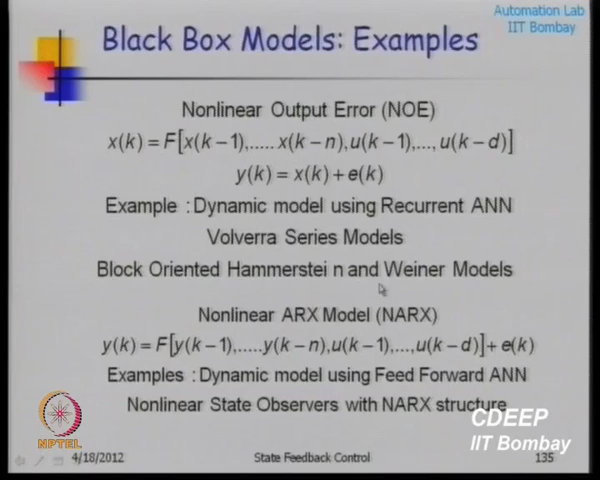 Automation Lab
IIT Bombay
Black Box Models: Examples
Nonlinear Output Error (NOE)
x(k) = F[x(k−1),..... x(k−n),u(k−1),...,u(k−d)]
y(k) = x(k)+e(k)
Example : Dynamic model using Recurrent ANN
Volverra Series Models
Block Oriented Hammerstei n and Weiner Models
Nonlinear ARX Model (NARX)
y(k) = F[y(k−1),.....y(k−n),u(k−1),...,u(k−d)]+e(k)
Examples : Dynamic model using Feed Forward ANN
Nonlinear State Observers with NARX structure
NPTEL
CDEEP
IIT Bombay
4/18/2012
State Feedback Control
135